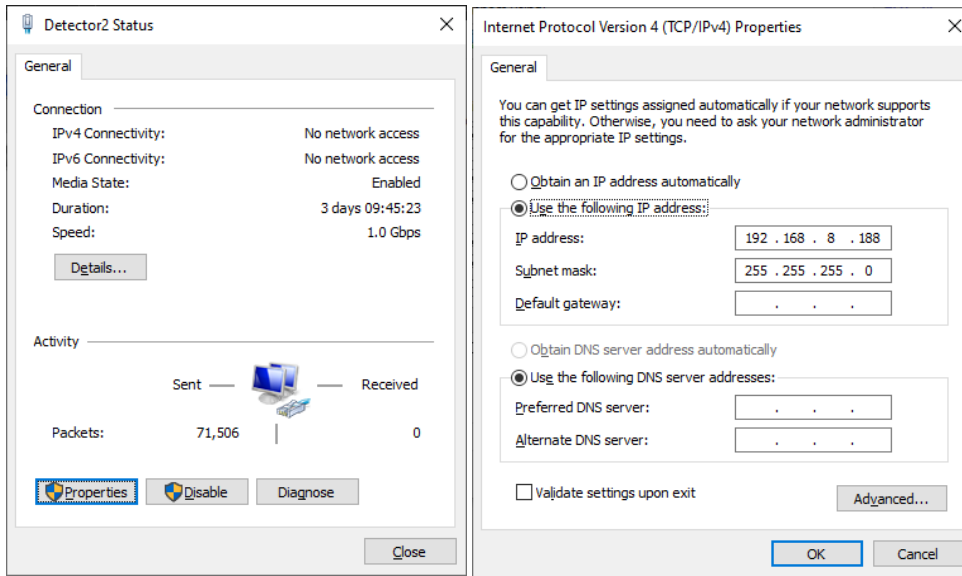 Detector2 Status
General
Connection
IPv4 Connectivity: No network access
IPv6 Connectivity: No network access
Media State: Enabled
Duration: 3 days 09:45:23
Speed: 1.0 Gbps
Details...
Activity
Sent Received
Packets: 71,506 0
Properties Disable Diagnose
Close
Internet Protocol Version 4 (TCP/IPv4) Properties
General
You can get IP settings assigned automatically if your network supports
this capability. Otherwise, you need to ask your network administrator
for the appropriate IP settings.
Obtain an IP address automatically
Use the following IP address:
IP address: 192 . 168 . 8 . 188
Subnet mask: 255 . 255 . 255 . 0
Default gateway: . . .
Obtain DNS server address automatically
Use the following DNS server addresses:
Preferred DNS server: . . .
Alternate DNS server: . . .
Validate settings upon exit
Advanced...
OK Cancel